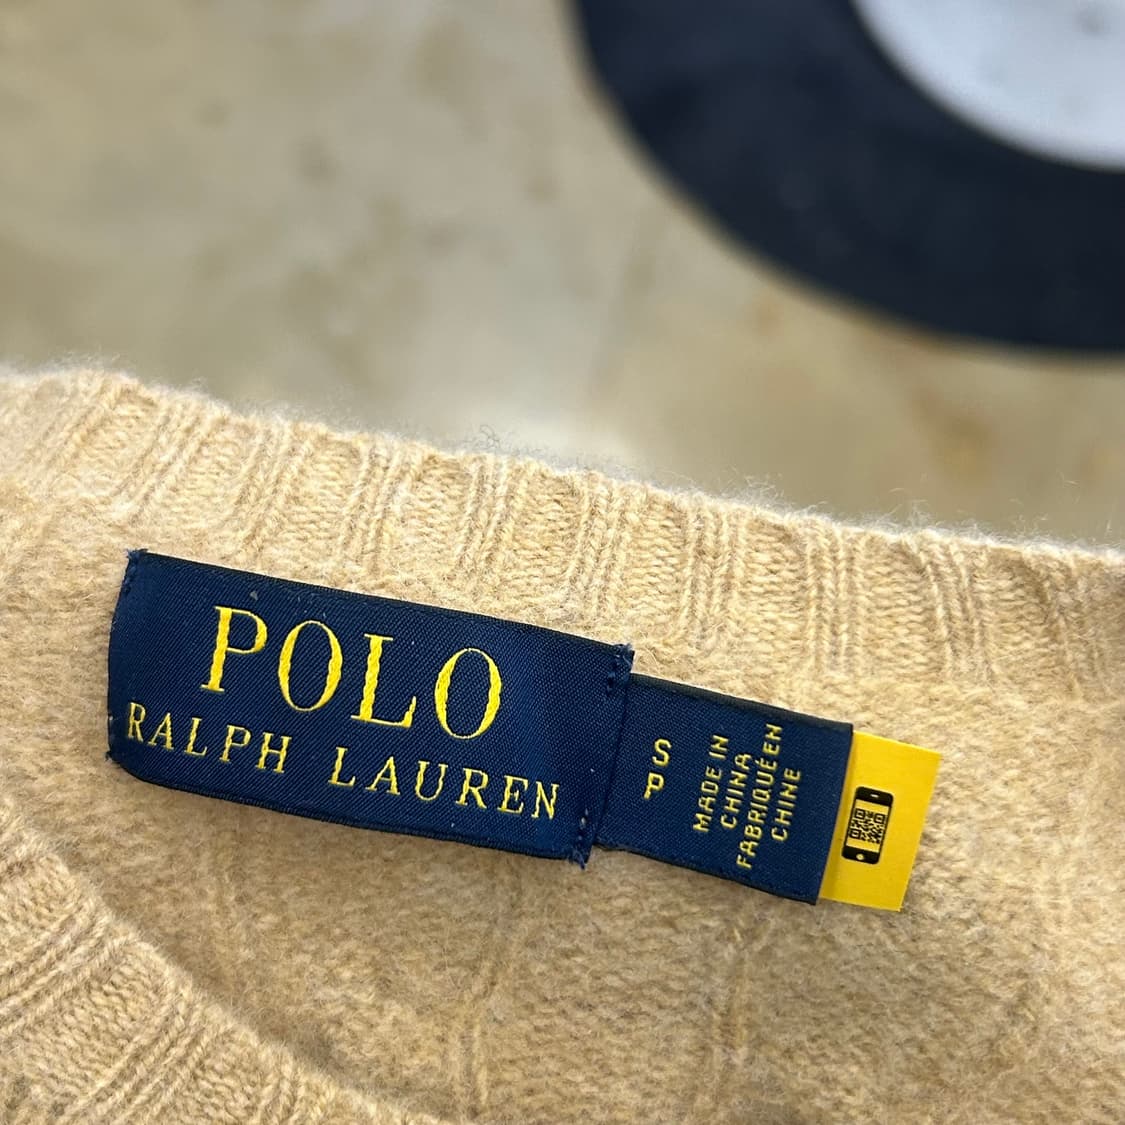 POLO
RALPH LAUREN
S
P
MADE IN
CHINA
FABRIQUÉ EN
CHINE